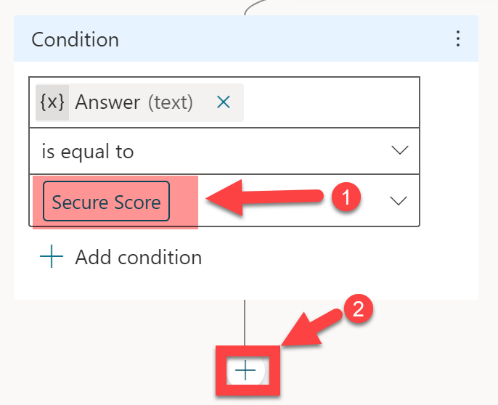 Condition
{x} Answer (text)
is equal to
Secure Score
1
Add condition
2